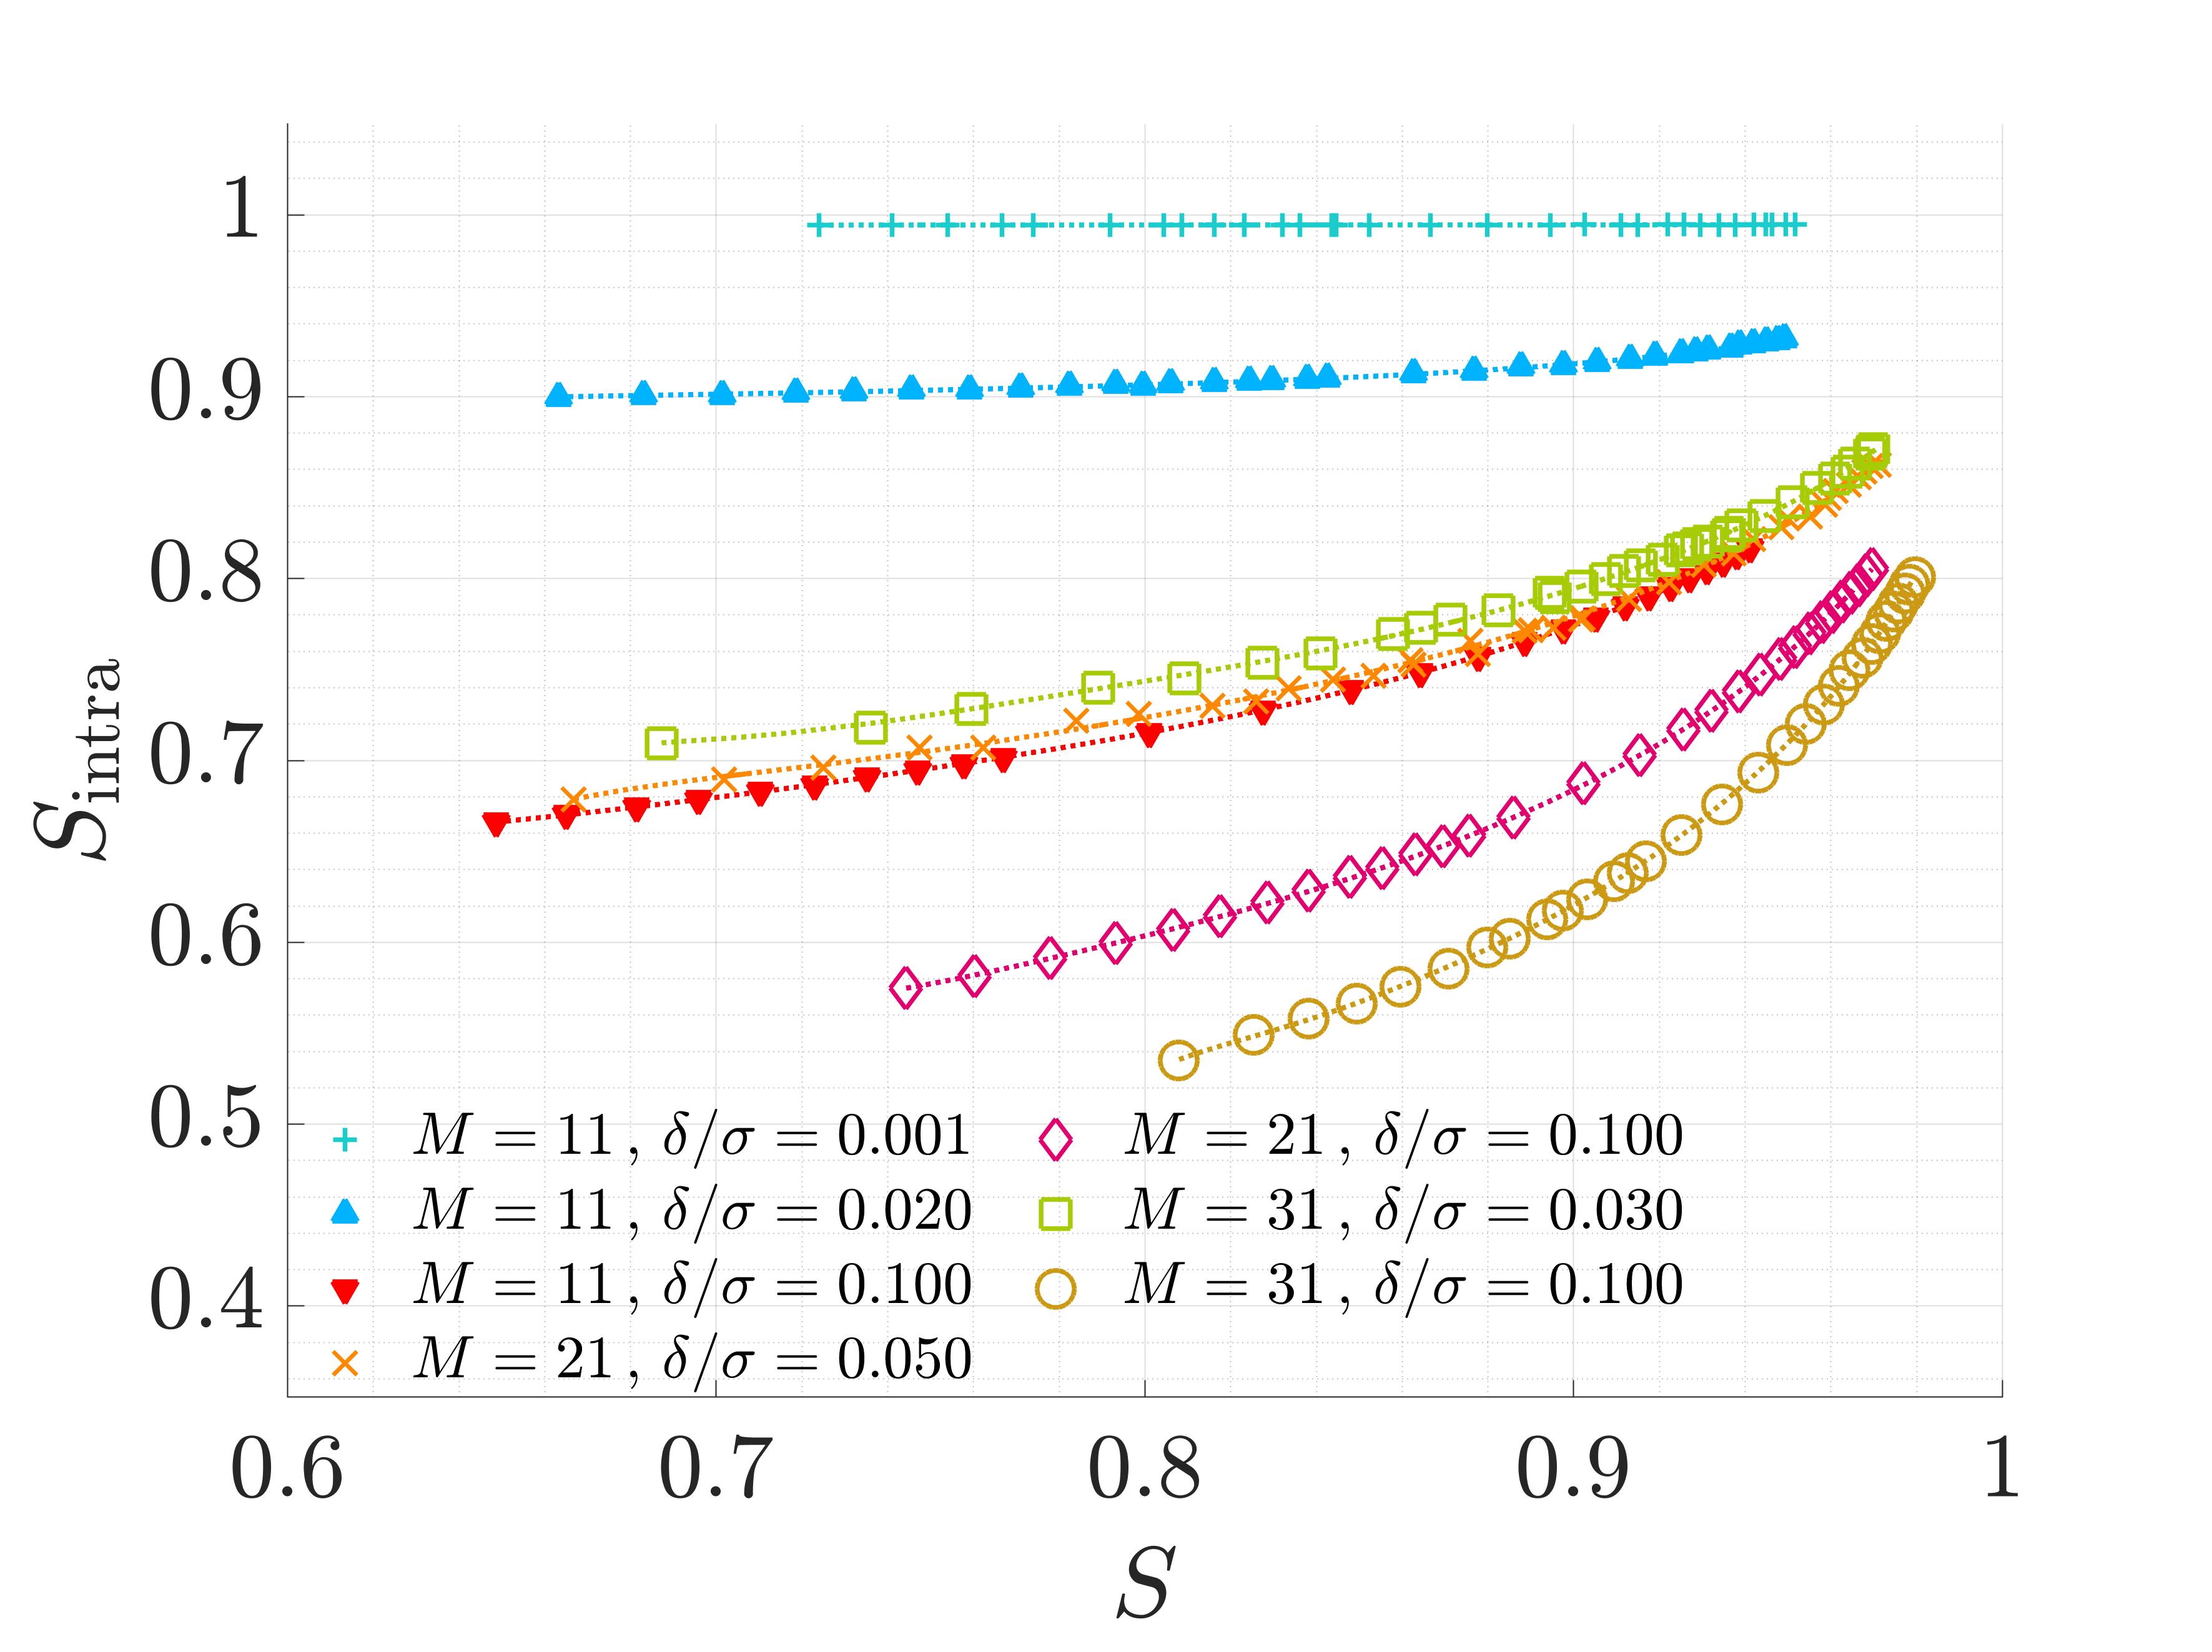 1
0.9
0.8
0.7
0.6
0.5
0.4
S_intra
M = 11, δ/σ = 0.001
M = 11, δ/σ = 0.020
M = 11, δ/σ = 0.100
M = 21, δ/σ = 0.050
M = 21, δ/σ = 0.100
M = 31, δ/σ = 0.030
M = 31, δ/σ = 0.100
0.6 0.7 0.8 0.9 1
S